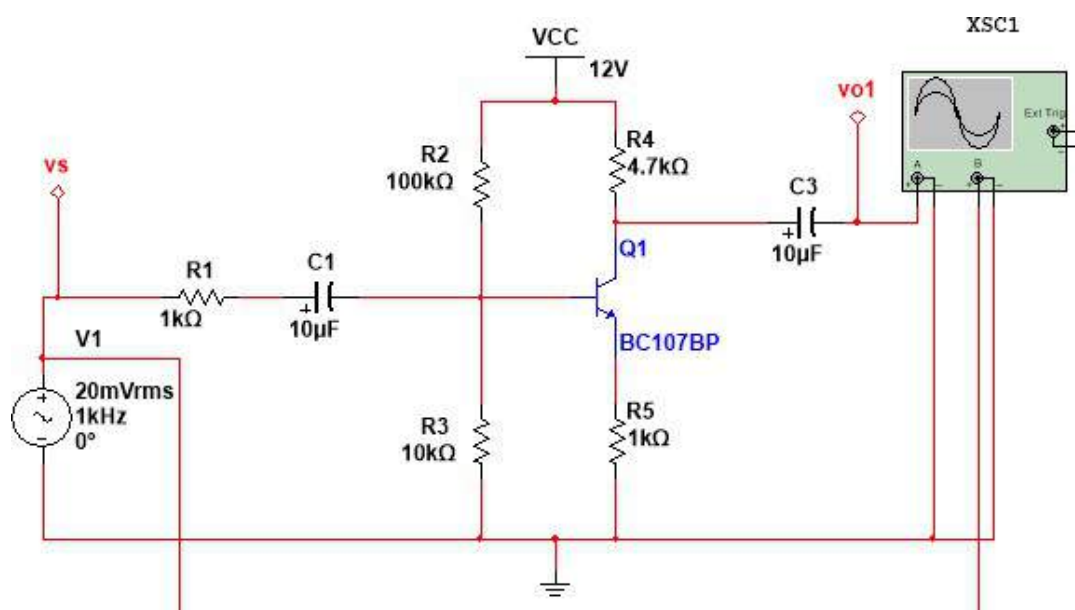 XSC1
VCC
12V
vo1
Ext Trig
+
-
A
B
+
-
+
-
vs
R2
100kΩ
R4
4.7kΩ
C3
+
10µF
Q1
R1
1kΩ
C1
+
10µF
BC107BP
V1
20mVrms
1kHz
0°
R3
10kΩ
R5
1kΩ